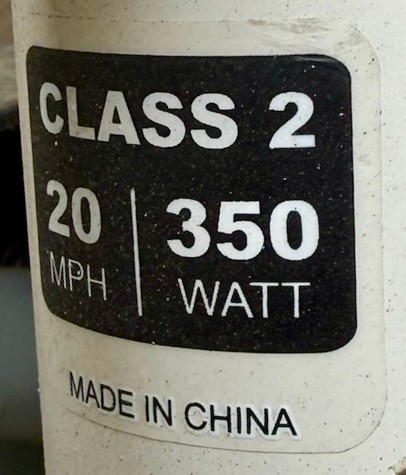 CLASS 2
20 | 350
MPH WATT
MADE IN CHINA